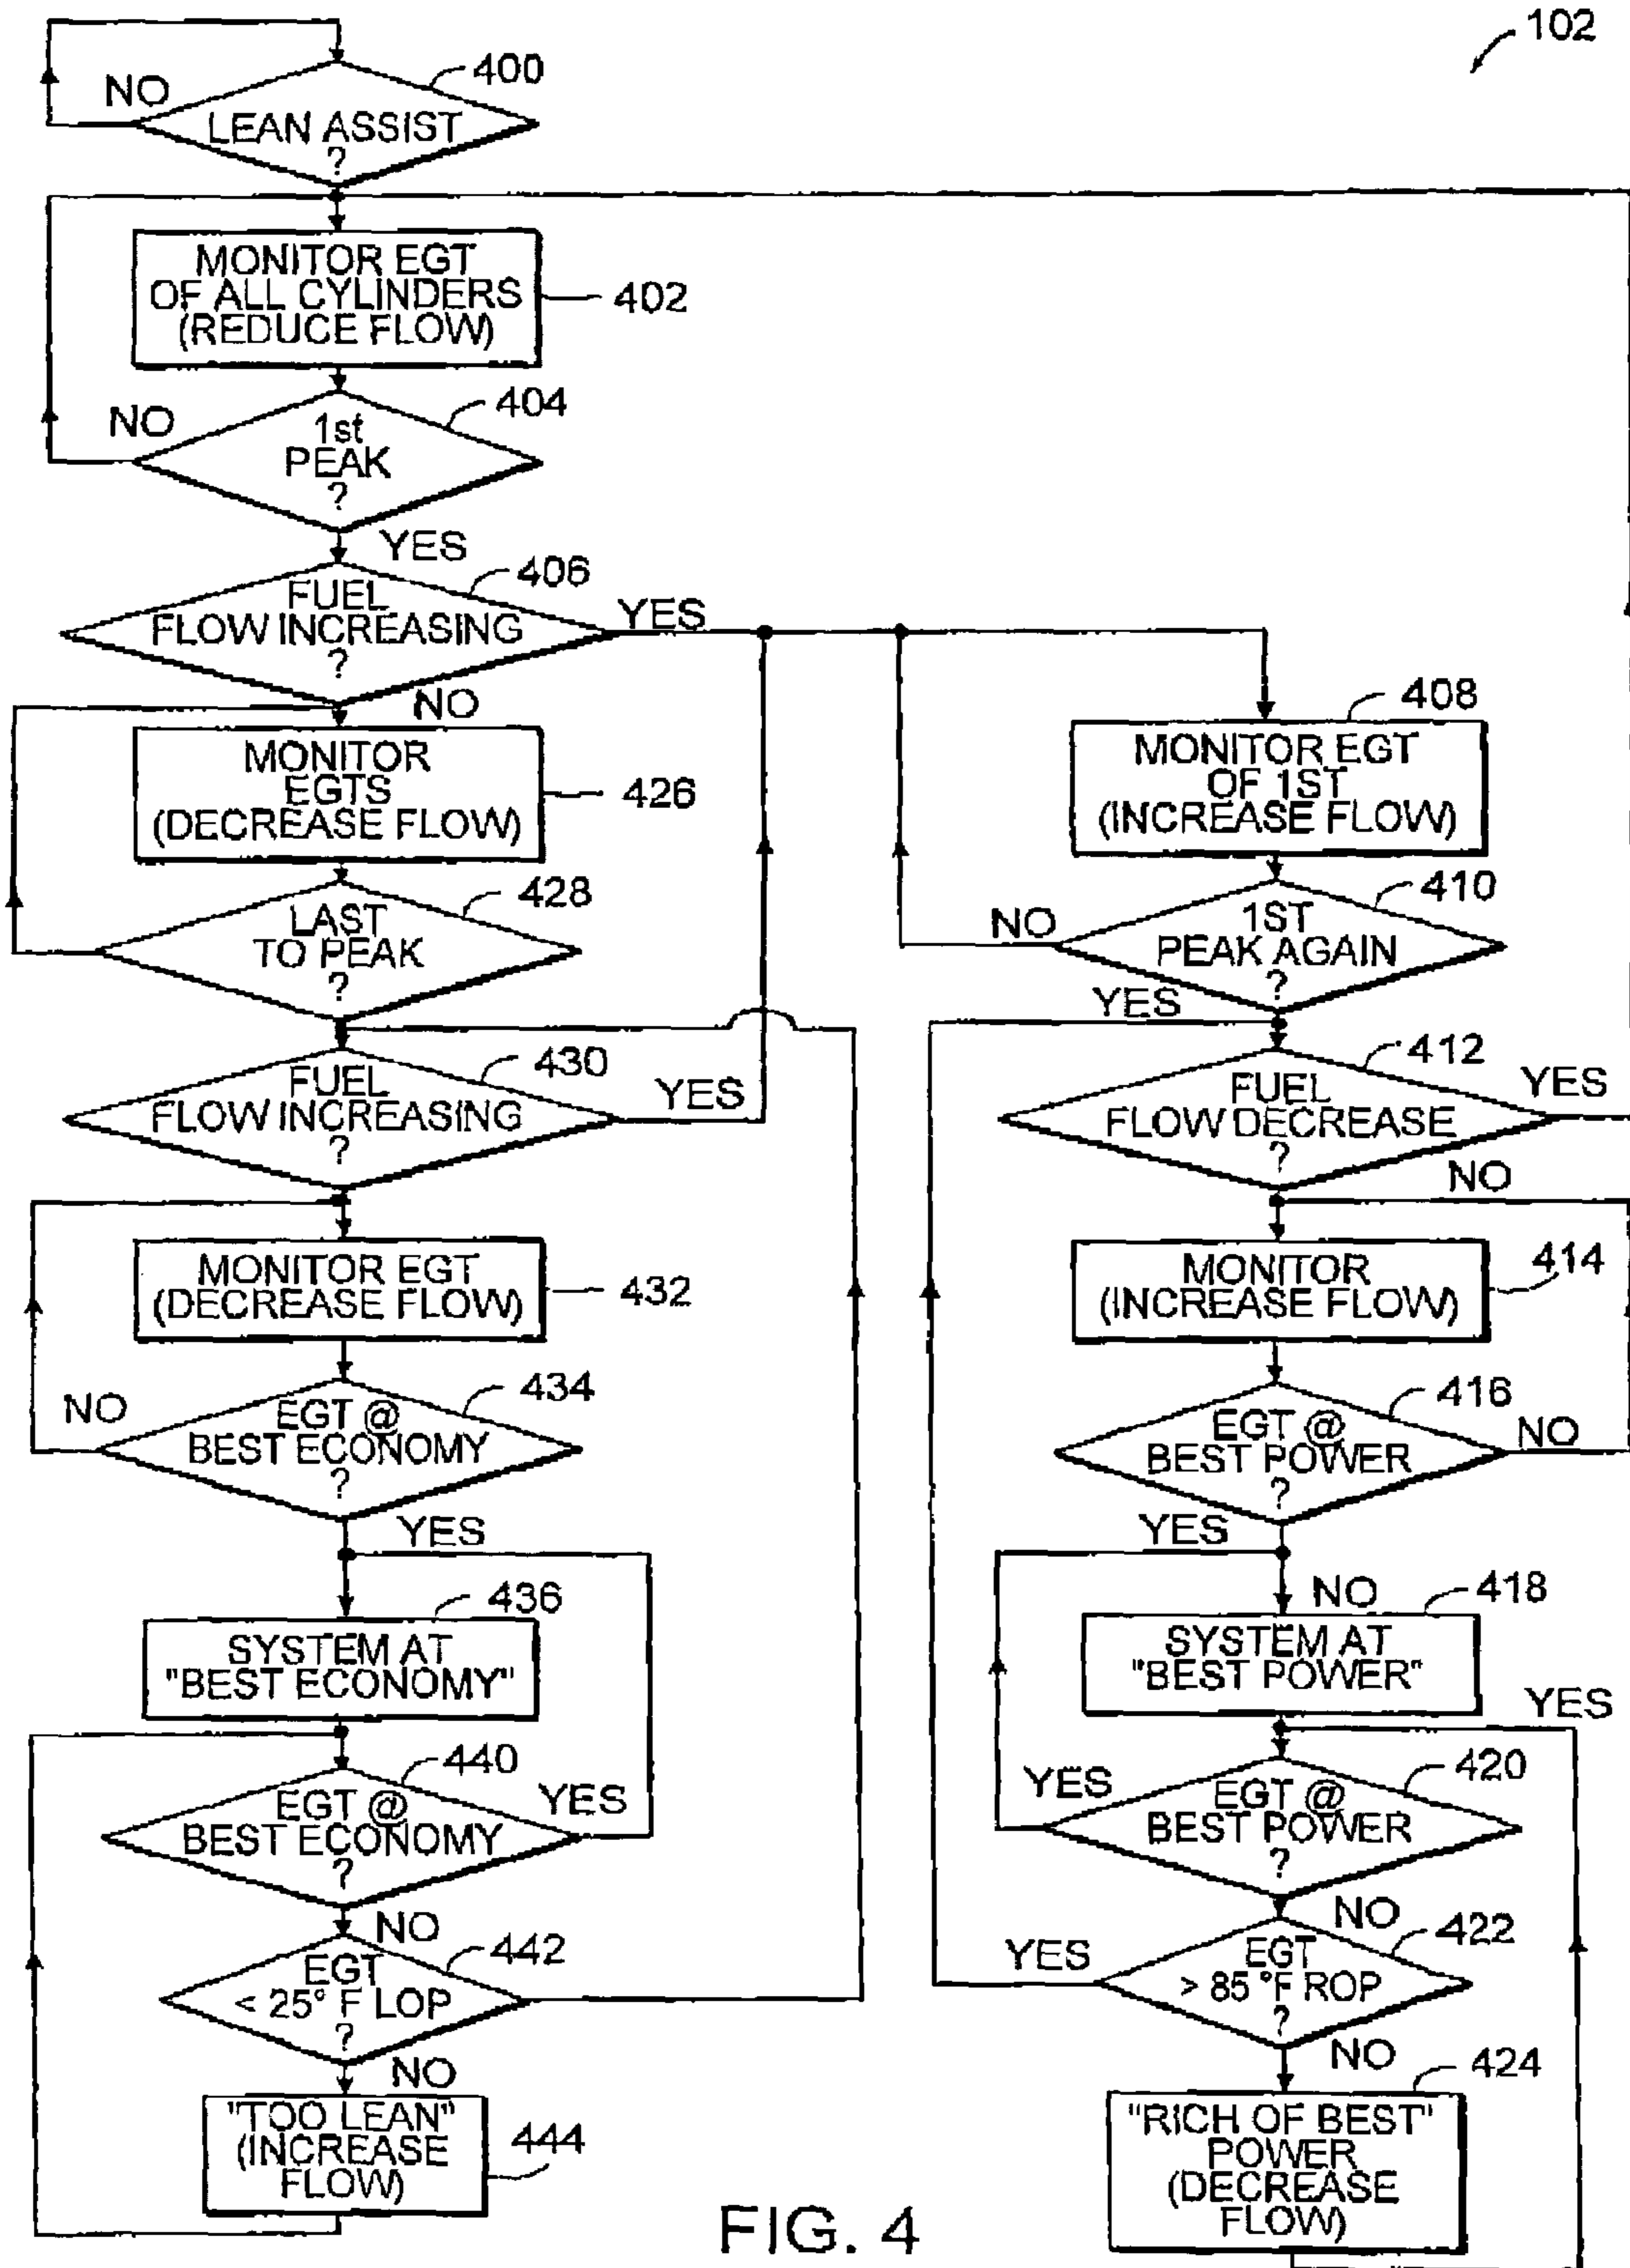 102
400
NO
LEAN ASSIST
?
MONITOR EGT
OF ALL CYLINDERS
(REDUCE FLOW)
402
404
NO
1st
PEAK
?
YES
406
FUEL
FLOW INCREASING
?
YES
NO
MONITOR
EGTS
(DECREASE FLOW)
426
428
LAST
TO PEAK
?
430
FUEL
FLOW INCREASING
?
YES
MONITOR EGT
(DECREASE FLOW)
432
434
NO
EGT @
BEST ECONOMY
?
YES
436
SYSTEM AT
"BEST ECONOMY"
440
EGT @
BEST ECONOMY
?
YES
NO
442
EGT
< 25° F LOP
?
NO
"TOO LEAN"
(INCREASE
FLOW)
444
408
MONITOR EGT
OF 1ST
(INCREASE FLOW)
410
NO
1ST
PEAK AGAIN
?
YES
412
FUEL
FLOW DECREASE
?
YES
NO
MONITOR
(INCREASE FLOW)
414
416
EGT @
BEST POWER
?
NO
YES
NO
418
SYSTEM AT
"BEST POWER"
YES
420
YES
EGT @
BEST POWER
?
NO
422
YES
EGT
> 85 °F ROP
?
NO
424
"RICH OF BEST"
POWER
(DECREASE
FLOW)
FIG. 4